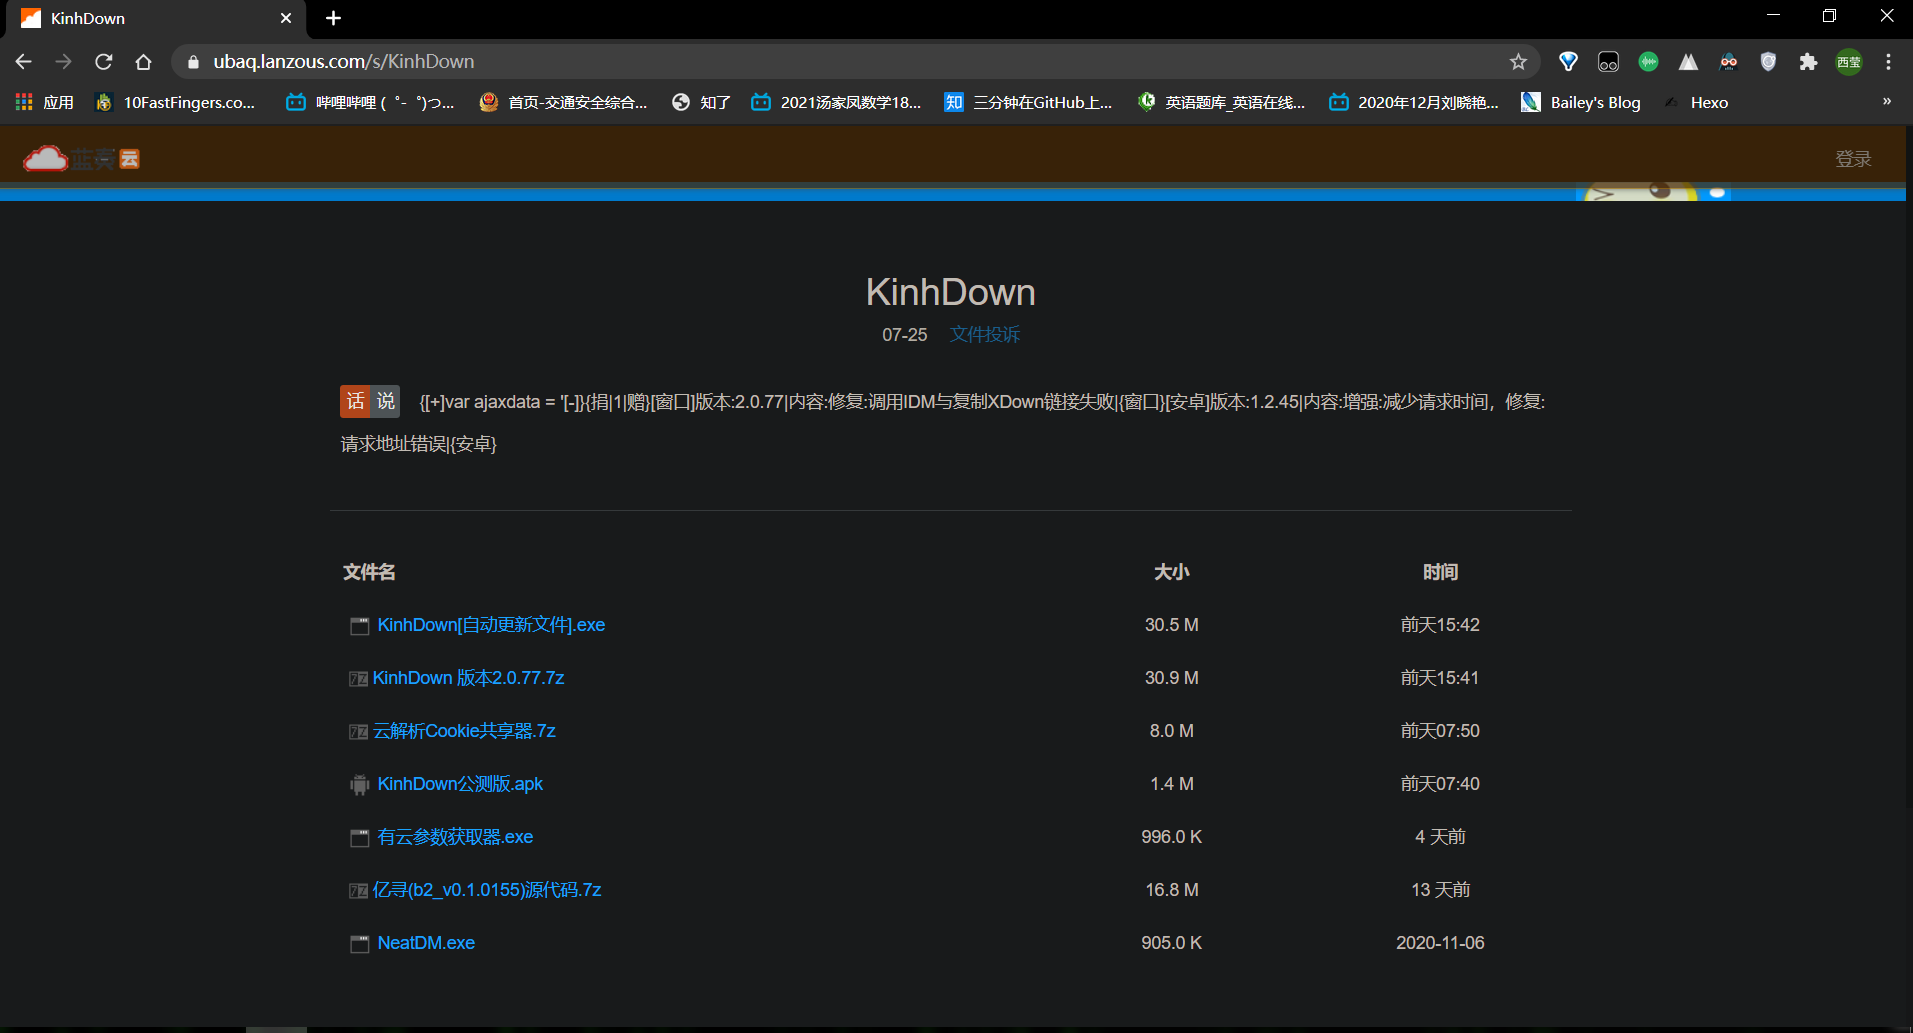 KinhDown
ubaq.lanzous.com/s/KinhDown
西莹
应用
10FastFingers.co...
哔哩哔哩 ( ゜- ゜)つ...
首页-交通安全综合...
知了
2021汤家凤数学18...
知
三分钟在GitHub上...
英语题库_英语在线...
2020年12月刘晓艳...
Bailey's Blog
Hexo
»
蓝奏云
登录
KinhDown
07-25 文件投诉
话说 {[+]var ajaxdata = '[-]}{捐|1|赠}[窗口]版本:2.0.77|内容:修复:调用IDM与复制XDown链接失败|{窗口}[安卓]版本:1.2.45|内容:增强:减少请求时间，修复:
请求地址错误|{安卓}
文件名 大小 时间
KinhDown[自动更新文件].exe 30.5 M 前天15:42
7Z KinhDown 版本2.0.77.7z 30.9 M 前天15:41
7Z 云解析Cookie共享器.7z 8.0 M 前天07:50
KinhDown公测版.apk 1.4 M 前天07:40
有云参数获取器.exe 996.0 K 4 天前
7Z 亿寻(b2_v0.1.0155)源代码.7z 16.8 M 13 天前
NeatDM.exe 905.0 K 2020-11-06